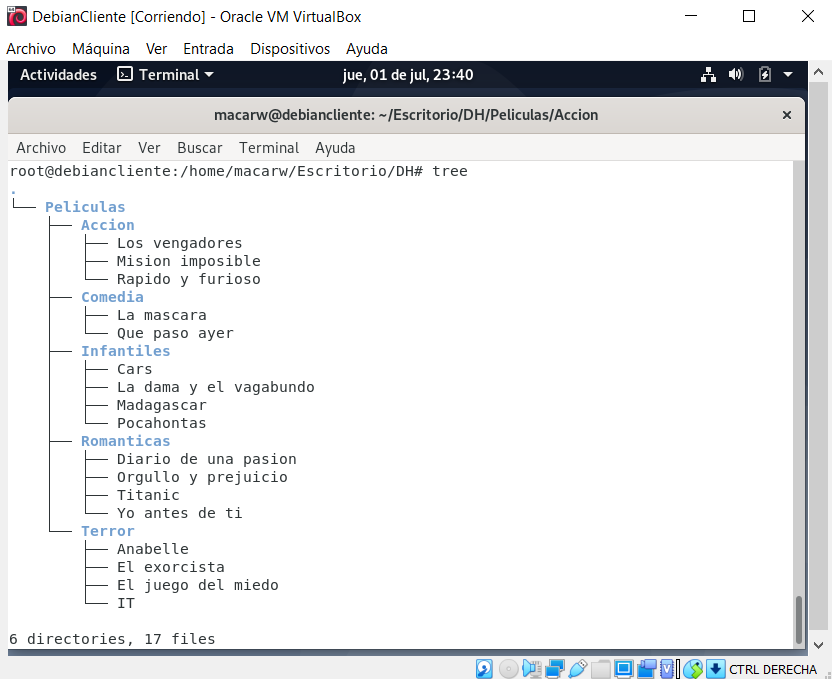 DebianCliente [Corriendo] - Oracle VM VirtualBox
Archivo Máquina Ver Entrada Dispositivos Ayuda
Actividades Terminal jue, 01 de jul, 23:40
macarw@debiancliente: ~/Escritorio/DH/Peliculas/Accion
Archivo Editar Ver Buscar Terminal Ayuda
root@debiancliente:/home/macarw/Escritorio/DH# tree
.
└── Peliculas
    ├── Accion
    │   ├── Los vengadores
    │   ├── Mision imposible
    │   └── Rapido y furioso
    ├── Comedia
    │   ├── La mascara
    │   └── Que paso ayer
    ├── Infantiles
    │   ├── Cars
    │   ├── La dama y el vagabundo
    │   ├── Madagascar
    │   └── Pocahontas
    ├── Romanticas
    │   ├── Diario de una pasion
    │   ├── Orgullo y prejuicio
    │   ├── Titanic
    │   └── Yo antes de ti
    └── Terror
        ├── Anabelle
        ├── El exorcista
        ├── El juego del miedo
        └── IT
6 directories, 17 files
CTRL DERECHA